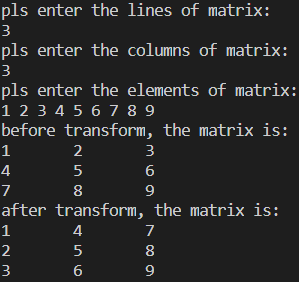 pls enter the lines of matrix:
3
pls enter the columns of matrix:
3
pls enter the elements of matrix:
1 2 3 4 5 6 7 8 9
before transform, the matrix is:
1 2 3
4 5 6
7 8 9
after transform, the matrix is:
1 4 7
2 5 8
3 6 9